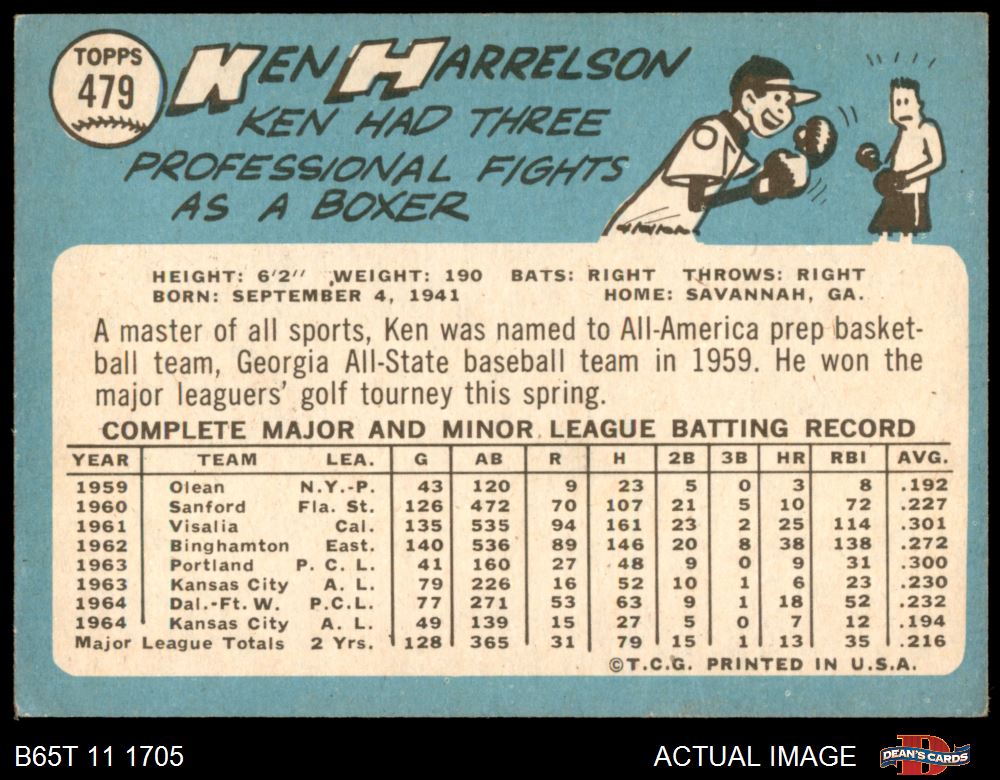 TOPPS
479
KEN HARRELSON
KEN HAD THREE
PROFESSIONAL FIGHTS
AS A BOXER
HEIGHT: 6'2" WEIGHT: 190 BATS: RIGHT THROWS: RIGHT
BORN: SEPTEMBER 4, 1941 HOME: SAVANNAH, GA.
A master of all sports, Ken was named to All-America prep basket-
ball team, Georgia All-State baseball team in 1959. He won the
major leaguers' golf tourney this spring.
COMPLETE MAJOR AND MINOR LEAGUE BATTING RECORD
YEAR TEAM LEA. G AB R H 2B 3B HR RBI AVG.
1959 Olean N.Y.-P. 43 120 9 23 5 0 3 8 .192
1960 Sanford Fla. St. 126 472 70 107 21 5 10 72 .227
1961 Visalia Cal. 135 535 94 161 23 2 25 114 .301
1962 Binghamton East. 140 536 89 146 20 8 38 138 .272
1963 Portland P. C. L. 41 160 27 48 9 0 9 31 .300
1963 Kansas City A. L. 79 226 16 52 10 1 6 23 .230
1964 Dal.-Ft. W. P.C.L. 77 271 53 63 9 1 18 52 .232
1964 Kansas City A. L. 49 139 15 27 5 0 7 12 .194
Major League Totals 2 Yrs. 128 365 31 79 15 1 13 35 .216
©T.C.G. PRINTED IN U.S.A.
B65T 11 1705 ACTUAL IMAGE DEAN'S CARDS